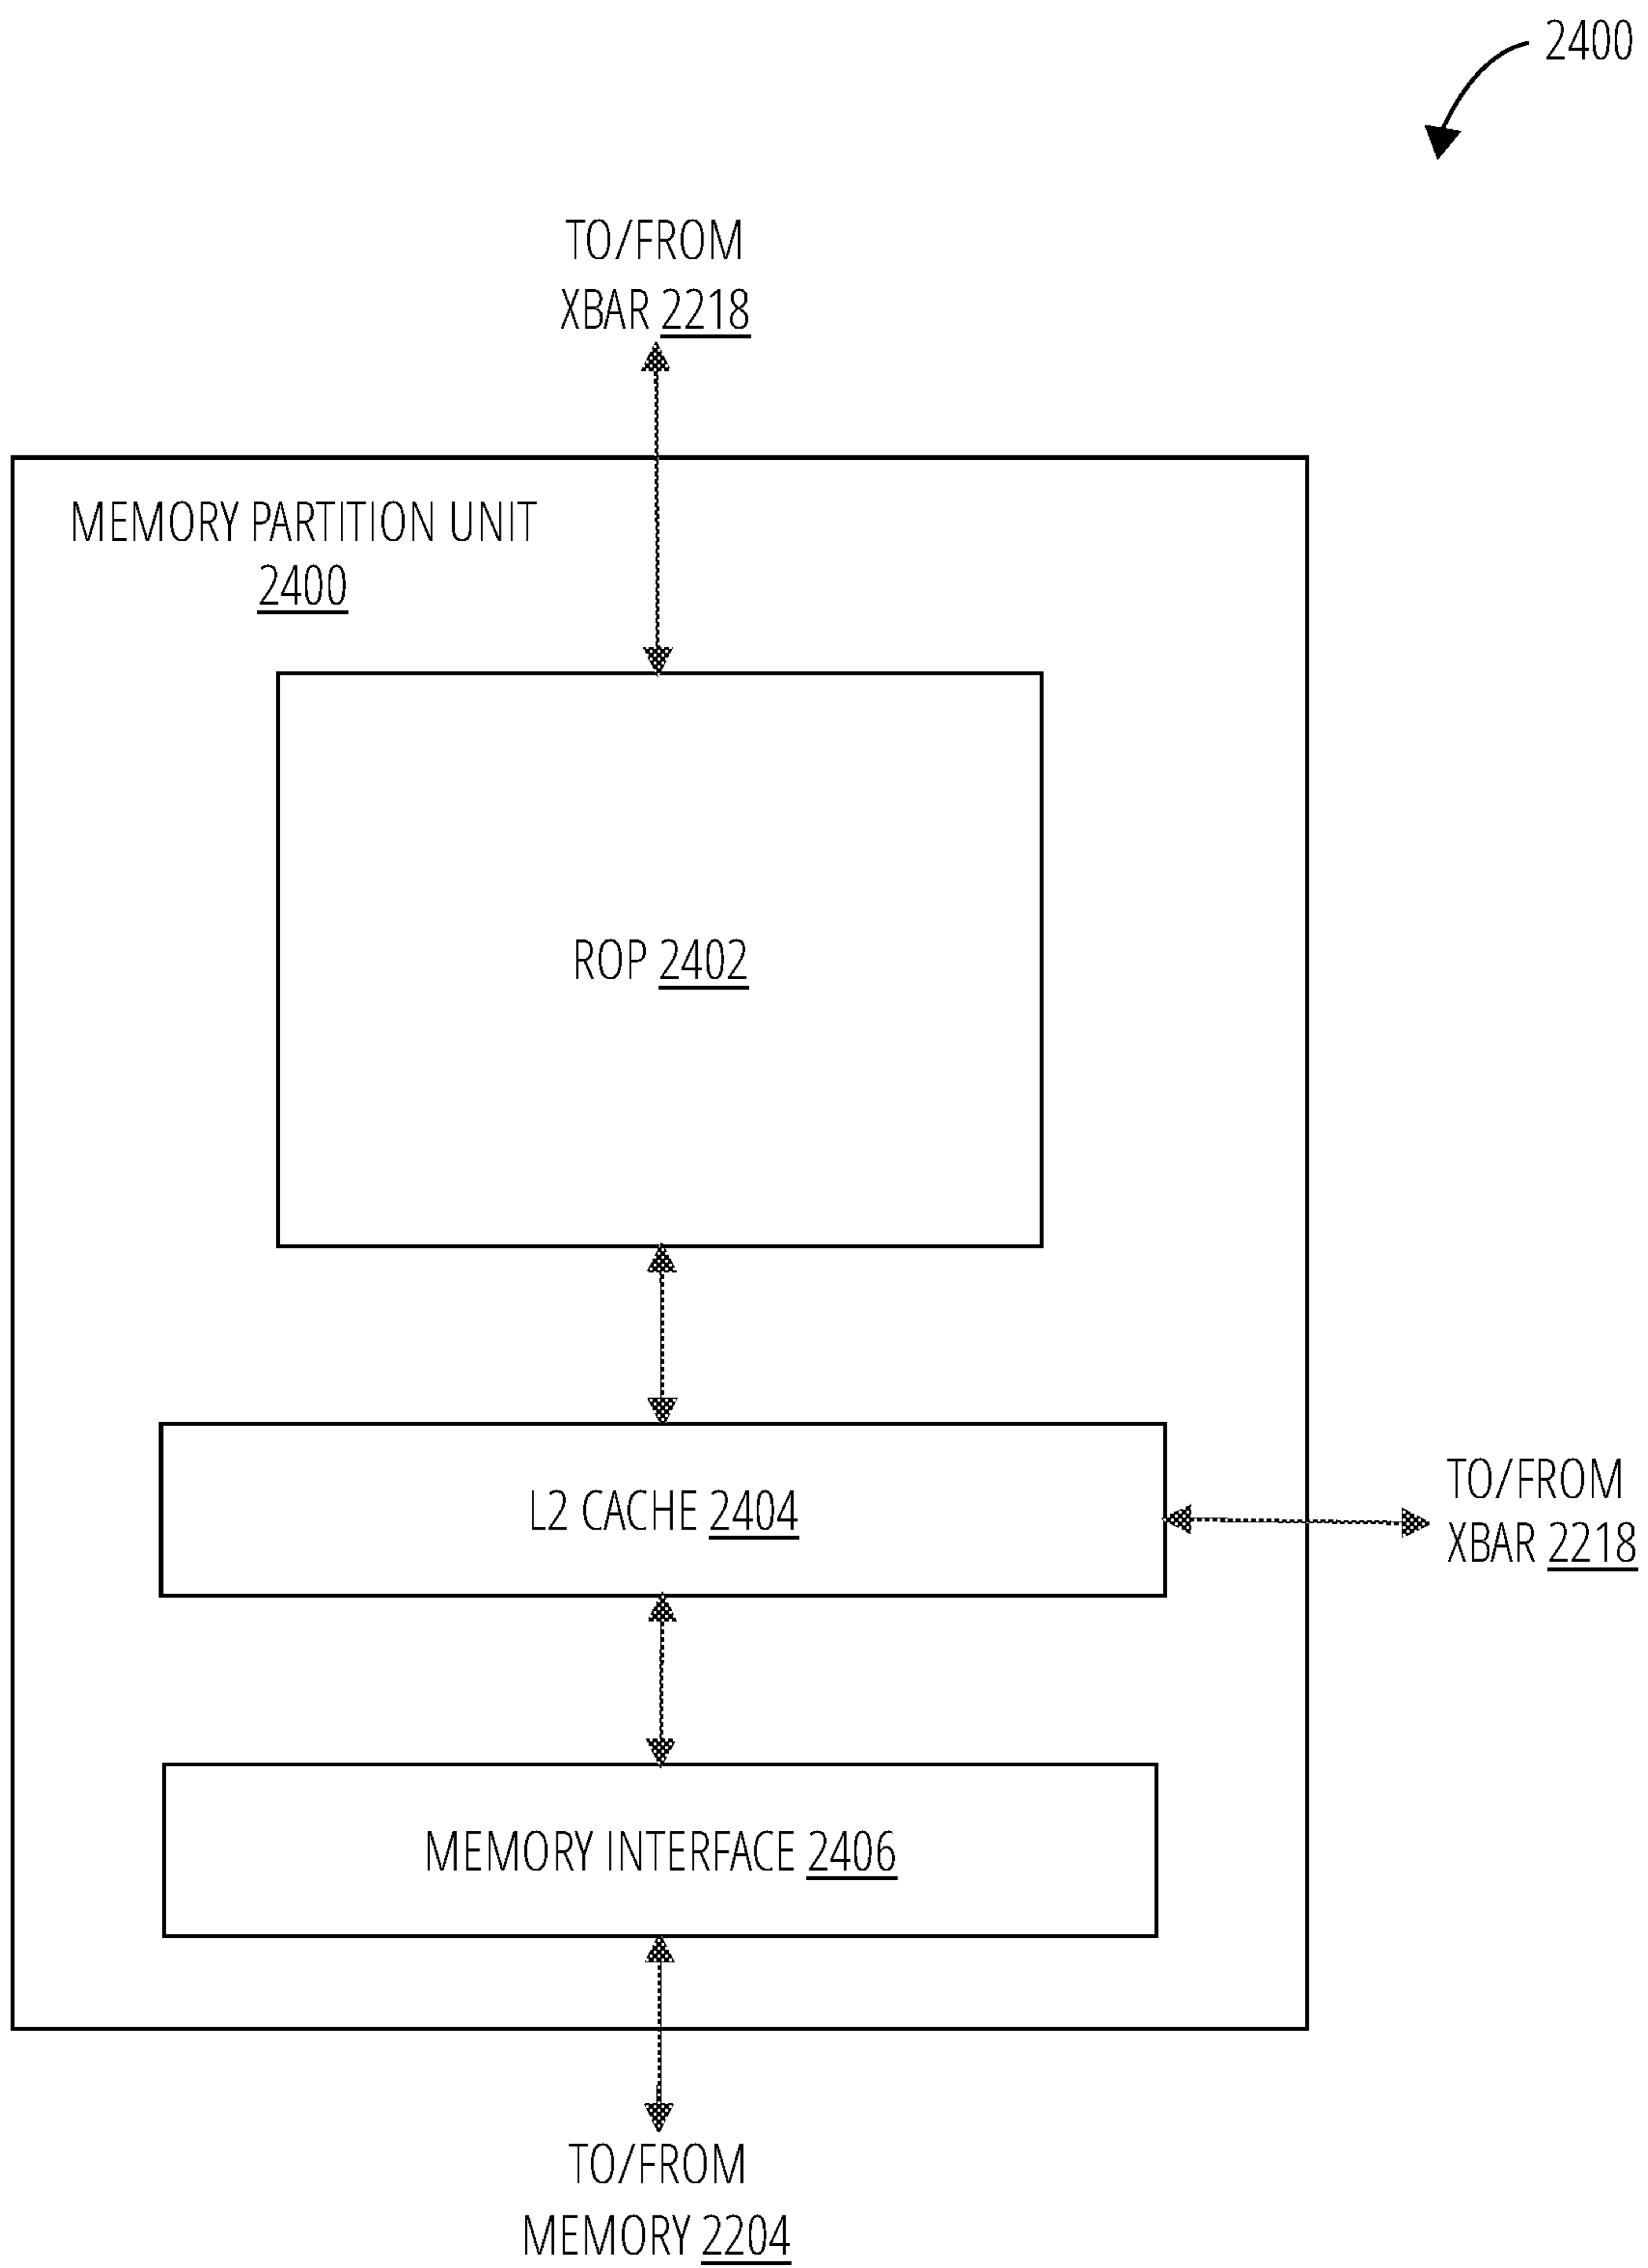 2400
TO/FROM
XBAR 2218
MEMORY PARTITION UNIT
2400
ROP 2402
L2 CACHE 2404
TO/FROM
XBAR 2218
MEMORY INTERFACE 2406
TO/FROM
MEMORY 2204